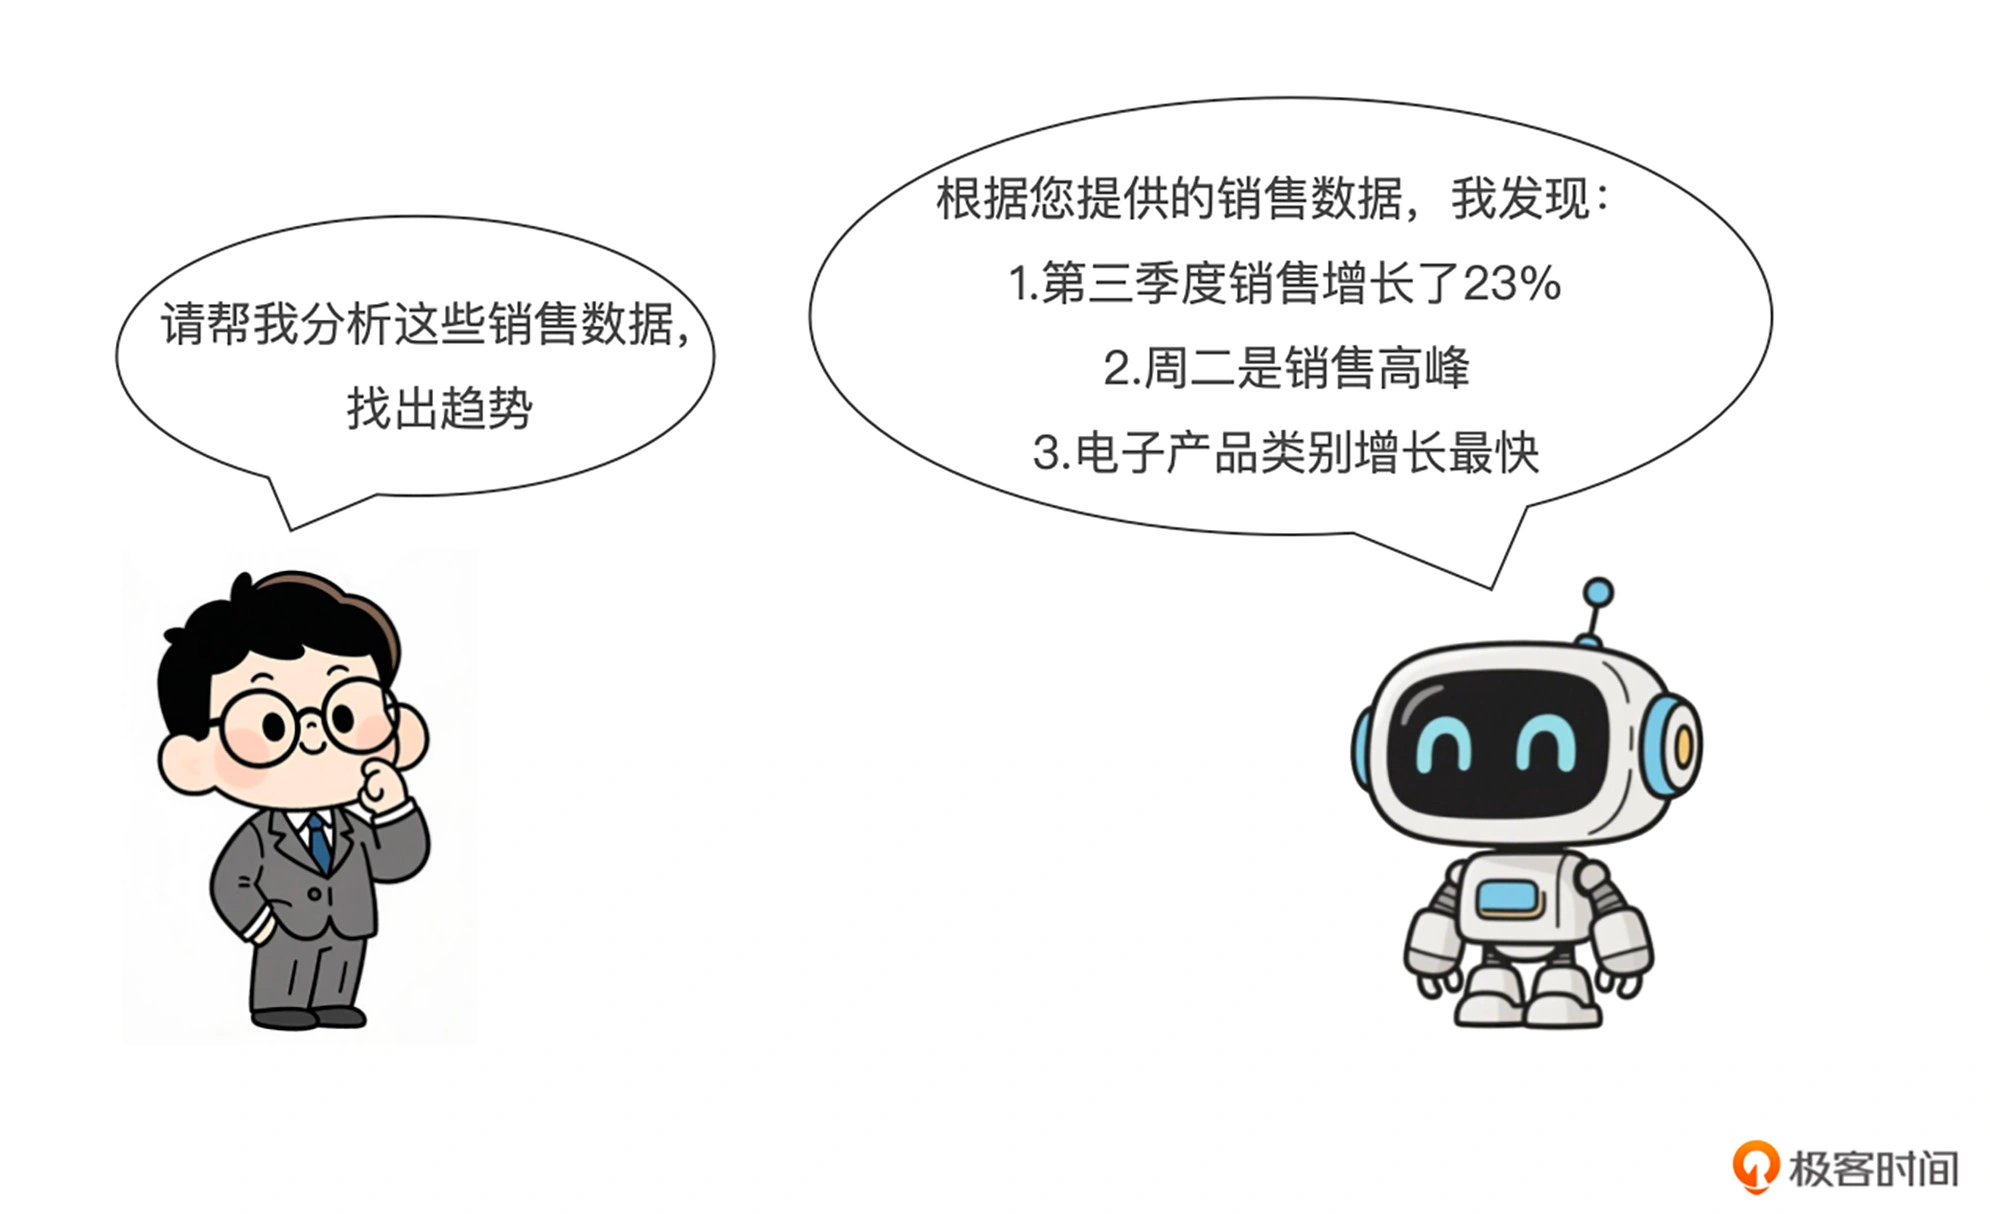 请帮我分析这些销售数据，
找出趋势
根据您提供的销售数据，我发现：
1.第三季度销售增长了23%
2.周二是销售高峰
3.电子产品类别增长最快
极客时间